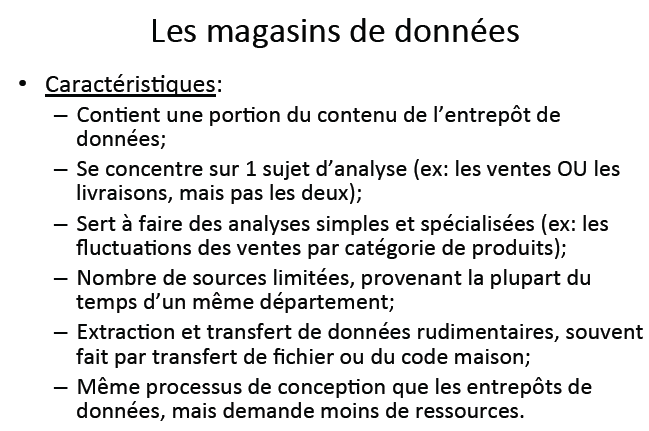 Les magasins de données
• Caractéristiques:
– Contient une portion du contenu de l’entrepôt de
données;
– Se concentre sur 1 sujet d’analyse (ex: les ventes OU les
livraisons, mais pas les deux);
– Sert à faire des analyses simples et spécialisées (ex: les
fluctuations des ventes par catégorie de produits);
– Nombre de sources limitées, provenant la plupart du
temps d’un même département;
– Extraction et transfert de données rudimentaires, souvent
fait par transfert de fichier ou du code maison;
– Même processus de conception que les entrepôts de
données, mais demande moins de ressources.